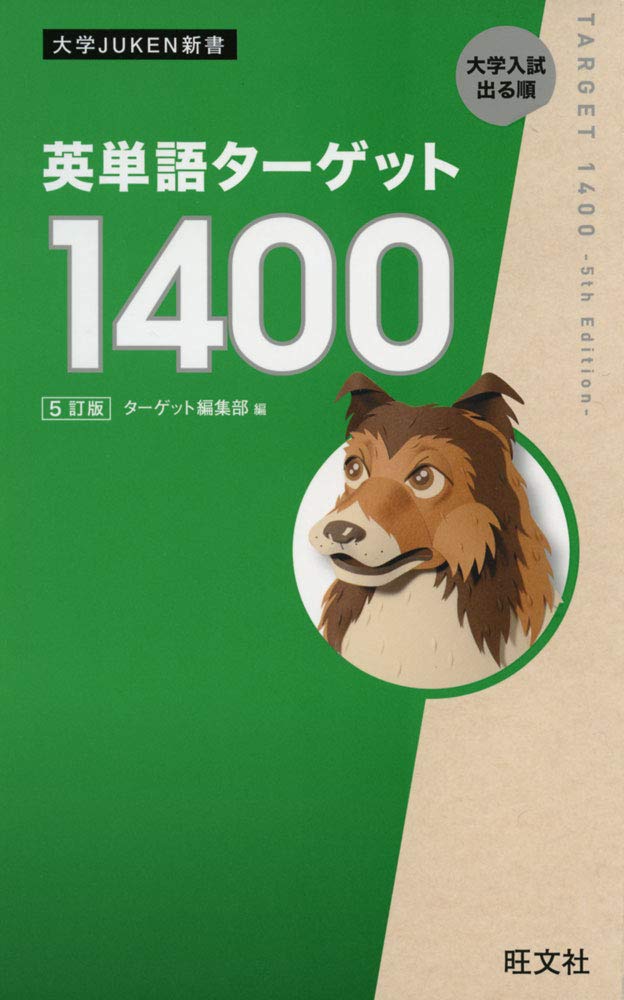 大学JUKEN新書
大学入試
出る順
英単語ターゲット
1400
5訂版 ターゲット編集部 編
TARGET 1400 -5th Edition-
旺文社